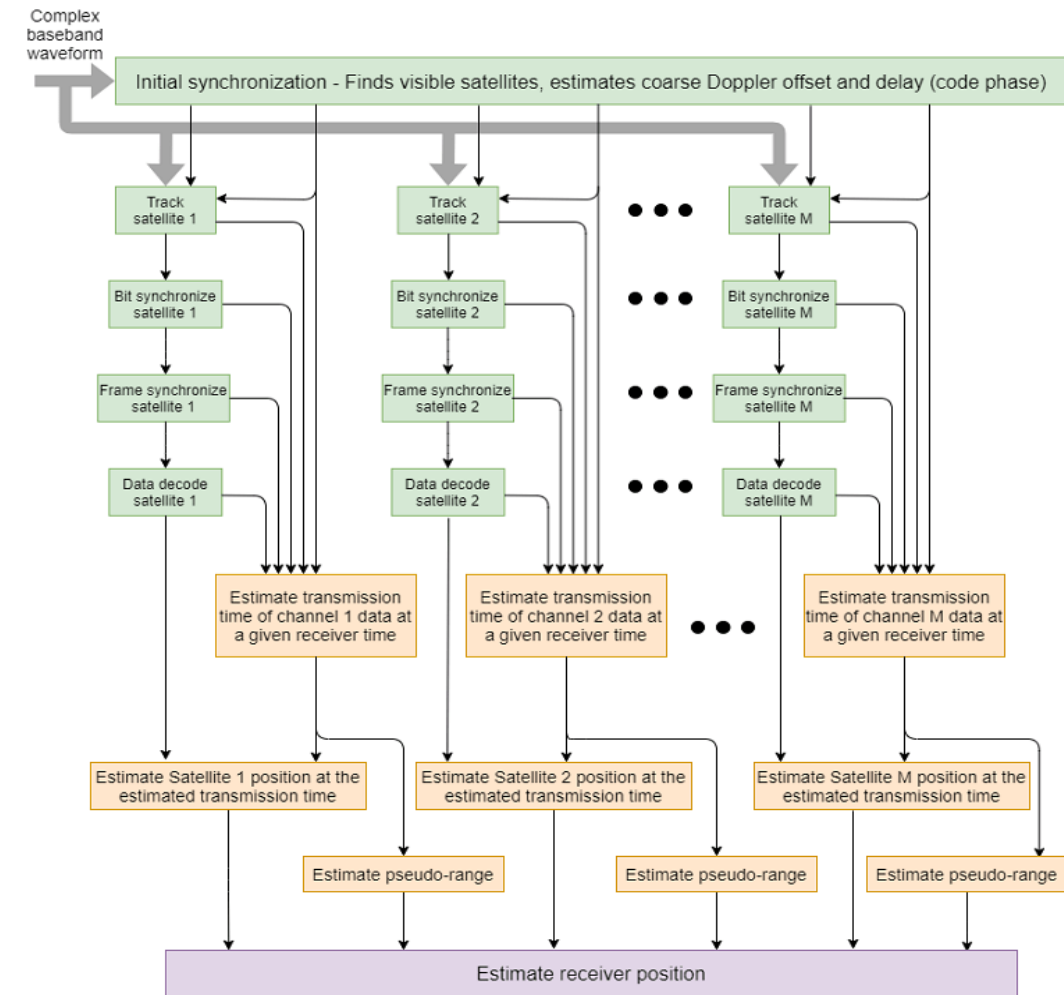 Complex
baseband
waveform
Initial synchronization - Finds visible satellites, estimates coarse Doppler offset and delay (code phase)
Track
satellite 1
Track
satellite 2
Track
satellite M
Bit synchronize
satellite 1
Bit synchronize
satellite 2
Bit synchronize
satellite M
Frame synchronize
satellite 1
Frame synchronize
satellite 2
Frame synchronize
satellite M
Data decode
satellite 1
Data decode
satellite 2
Data decode
satellite M
Estimate transmission
time of channel 1 data at
a given receiver time
Estimate transmission
time of channel 2 data at
a given receiver time
Estimate transmission
time of channel M data at
a given receiver time
Estimate Satellite 1 position at the
estimated transmission time
Estimate Satellite 2 position at the
estimated transmission time
Estimate Satellite M position at the
estimated transmission time
Estimate pseudo-range
Estimate pseudo-range
Estimate pseudo-range
Estimate receiver position